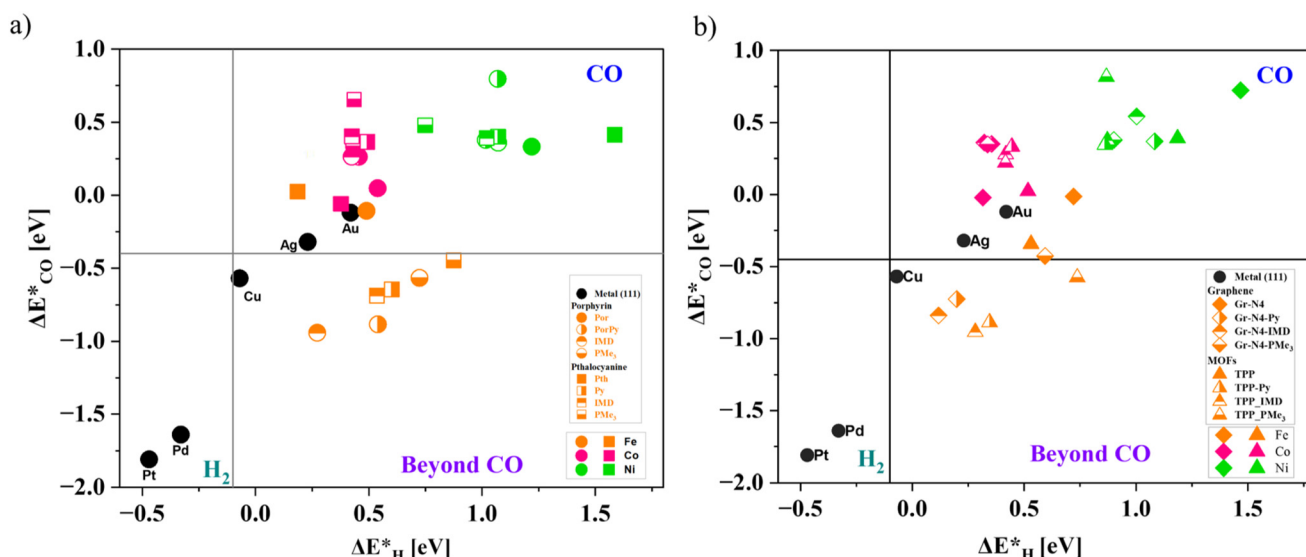 a)
1.0
0.5
0.0
−0.5
−1.0
−1.5
−2.0
ΔE*CO [eV]
CO
Au
Ag
Cu
Pd
Pt
H2
Beyond CO
Metal (111)
Porphyrin
Por
PorPy
IMD
PMe3
Pthalocyanine
Pth
Py
IMD
PMe3
Fe
Co
Ni
−0.5 0.0 0.5 1.0 1.5
ΔE*H [eV]
b)
1.0
0.5
0.0
−0.5
−1.0
−1.5
−2.0
ΔE*CO [eV]
CO
Au
Ag
Cu
Pd
Pt
H2
Beyond CO
Metal (111)
Graphene
Gr-N4
Gr-N4-Py
Gr-N4-IMD
Gr-N4-PMe3
MOFs
TPP
TPP-Py
TPP_IMD
TPP_PMe3
Fe
Co
Ni
−0.5 0.0 0.5 1.0 1.5
ΔE*H [eV]